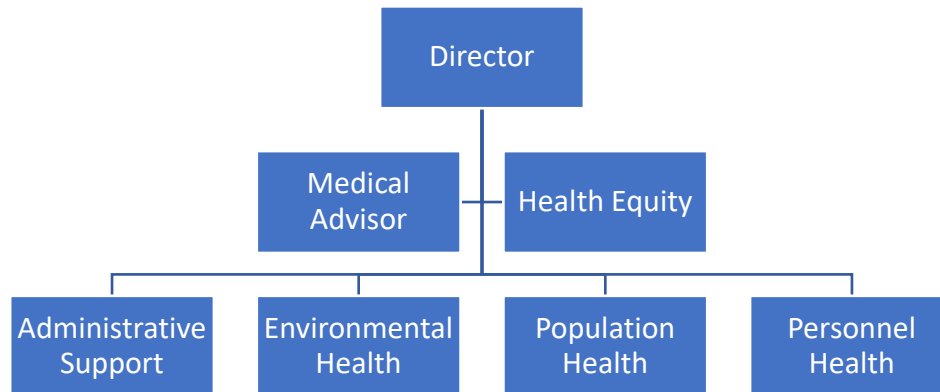 Director
Medical
Advisor
Health Equity
Administrative
Support
Environmental
Health
Population
Health
Personnel
Health